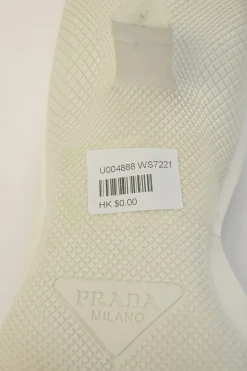 U004888 WS7221
HK $0.00
PRADA
MILANO